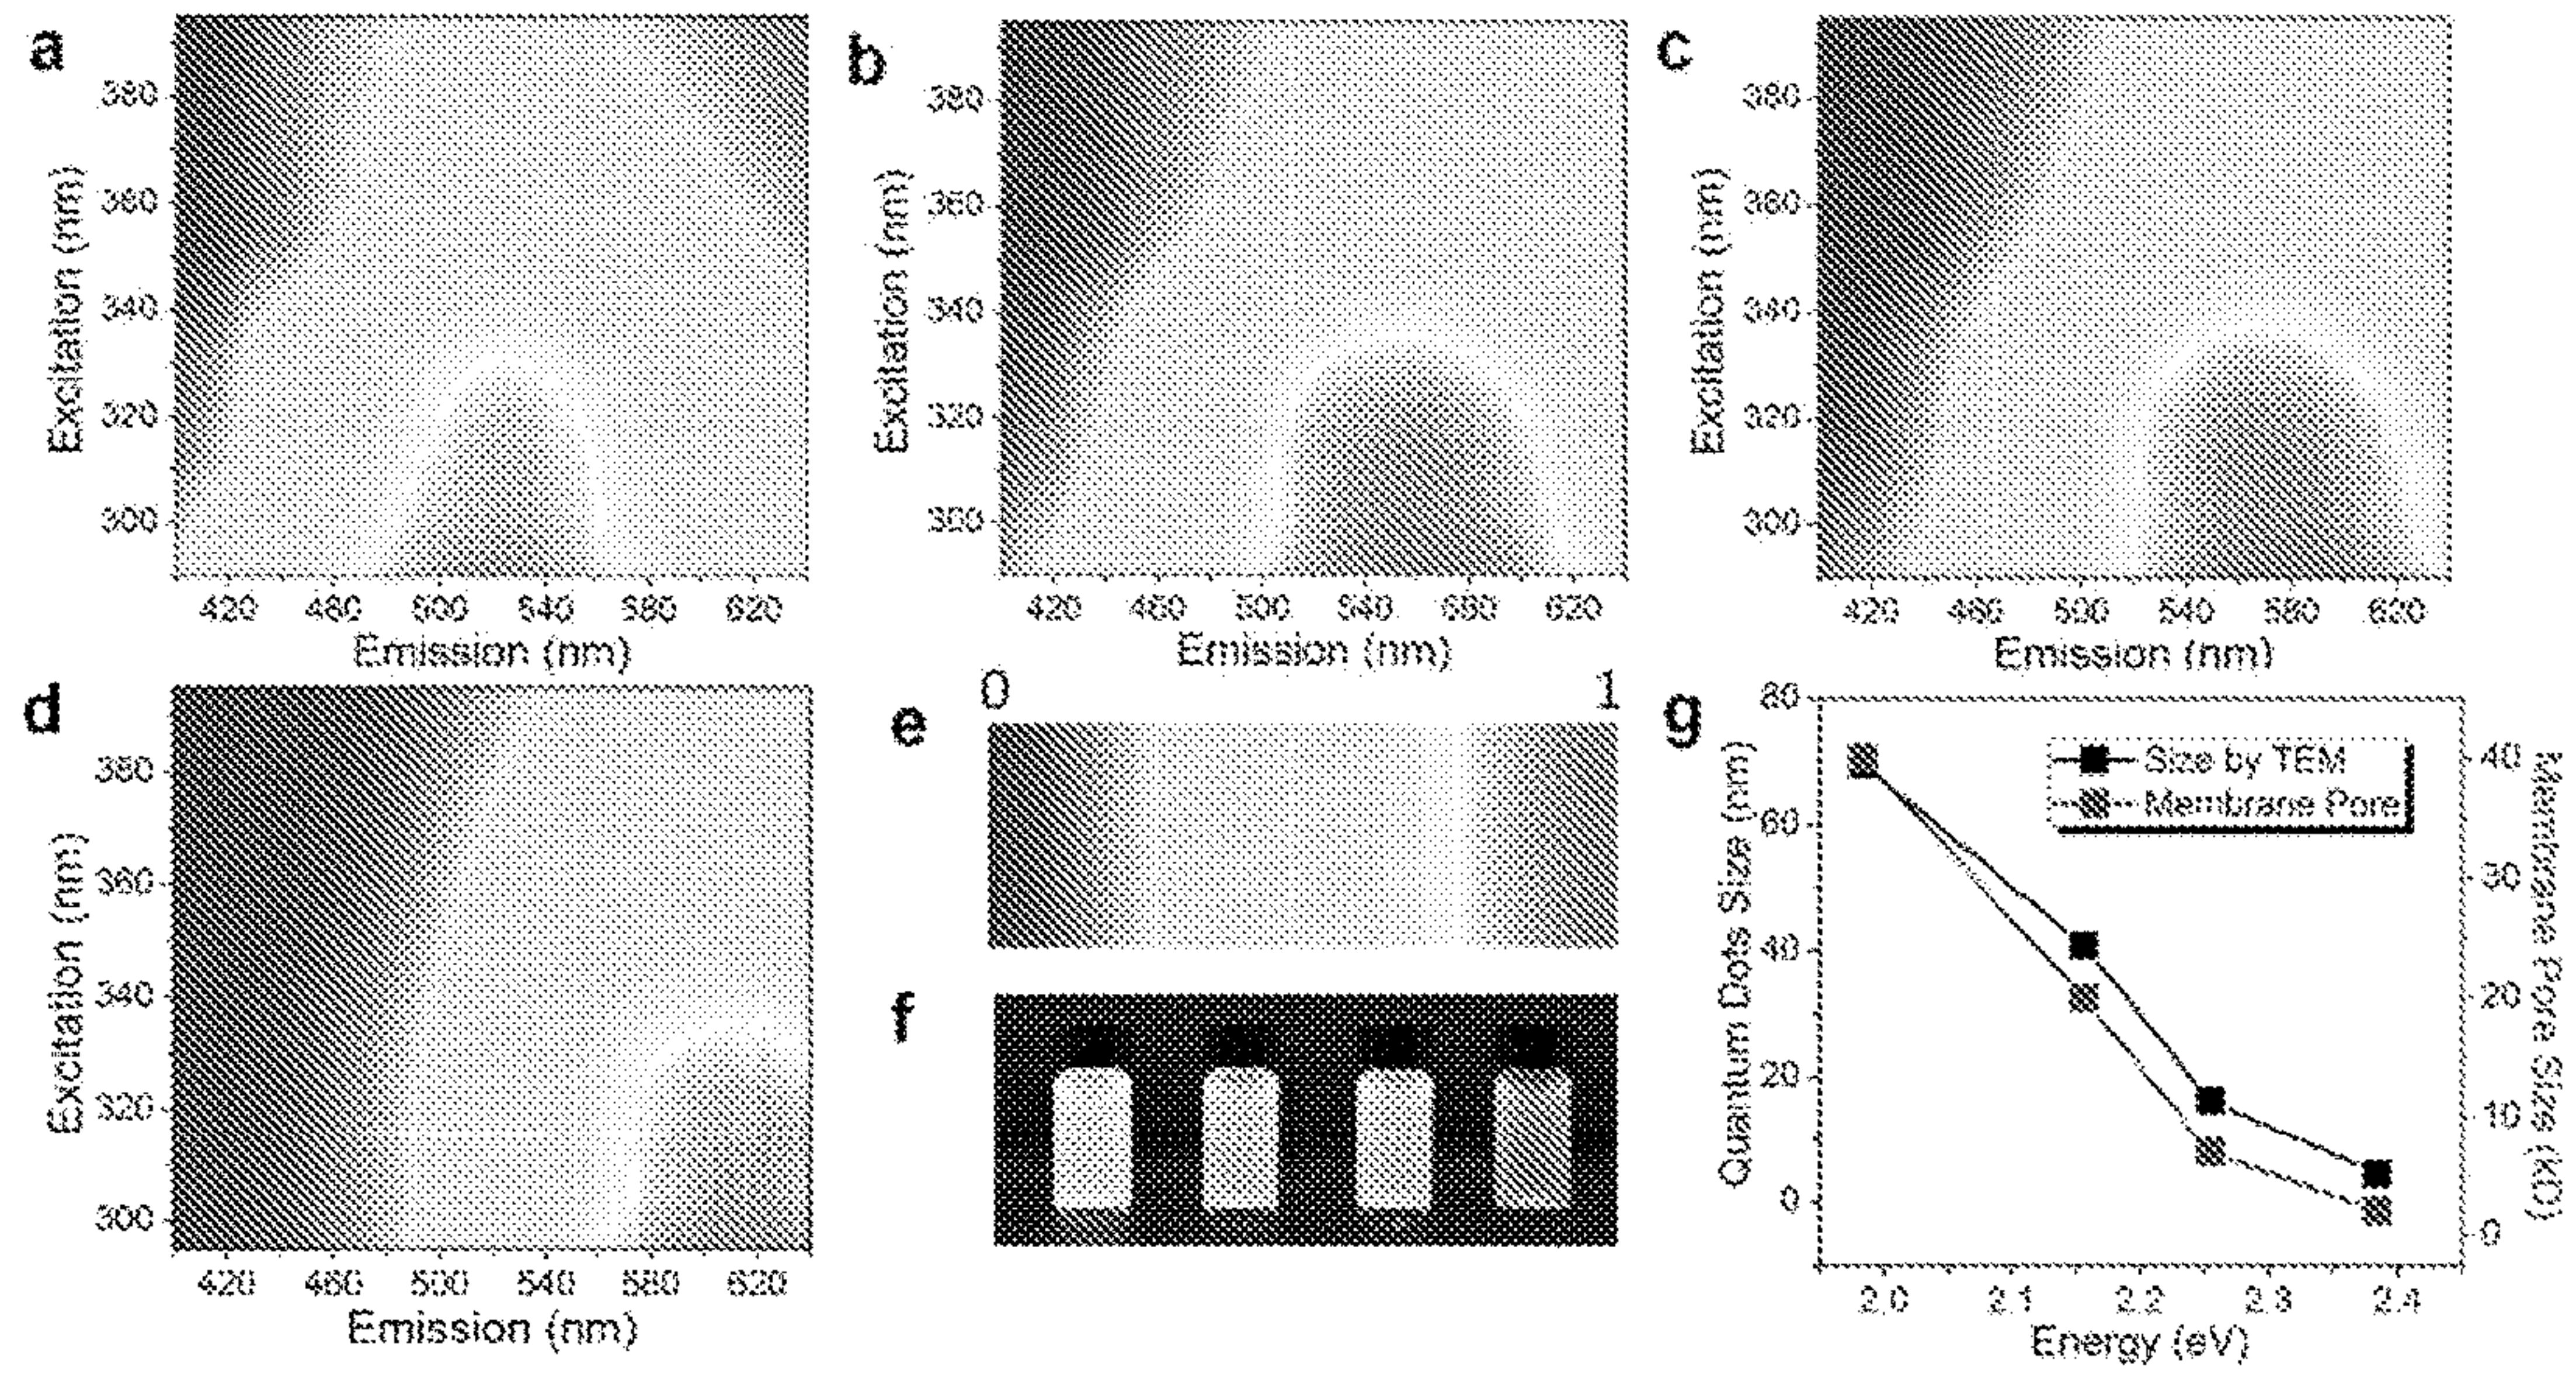 a
380
360
340
320
300
420 460 500 540 580 620
Excitation (nm)
Emission (nm)
b
380
360
340
320
300
420 460 500 540 580 620
Excitation (nm)
Emission (nm)
c
380
360
340
320
300
420 460 500 540 580 620
Excitation (nm)
Emission (nm)
d
380
360
340
320
300
420 460 500 540 580 620
Excitation (nm)
Emission (nm)
e
0 1
f
g
80
60
40
20
0
Quantum Dots Size (nm)
Size by TEM
Membrane Pore
40
30
20
10
0
Membrane Pore Size (kD)
2.0 2.1 2.2 2.3 2.4
Energy (eV)